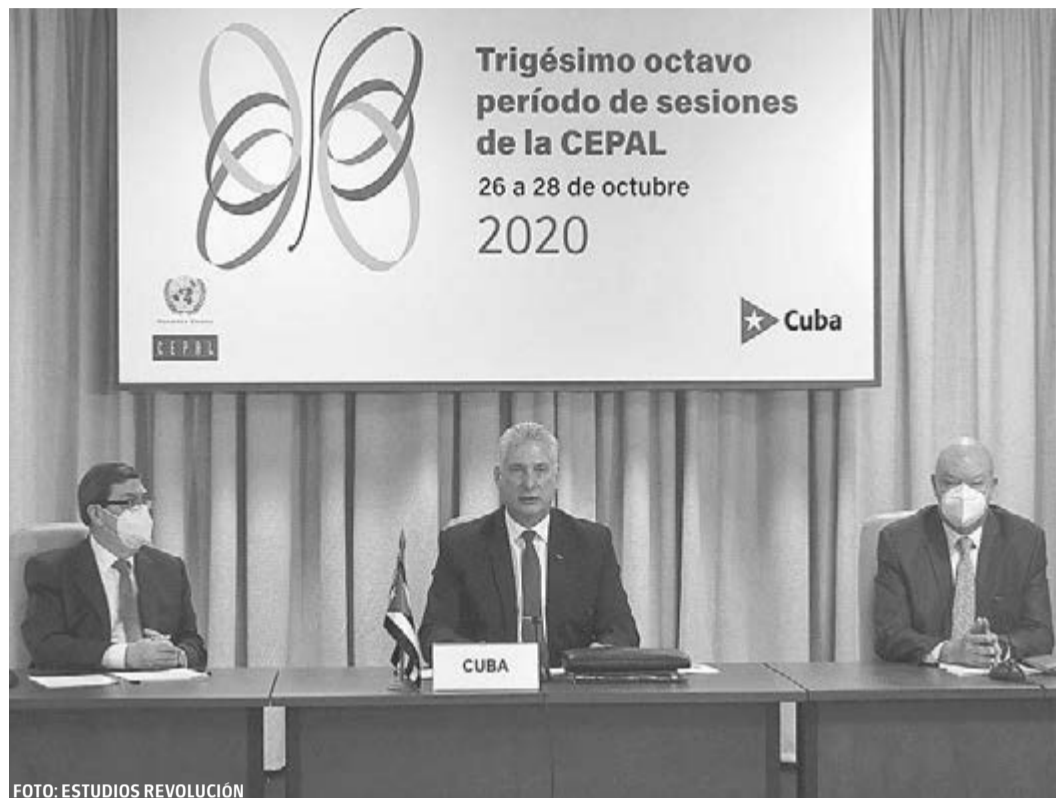 Trigésimo octavo
período de sesiones
de la CEPAL
26 a 28 de octubre
2020
CEPAL
Cuba
CUBA
FOTO: ESTUDIOS REVOLUCIÓN